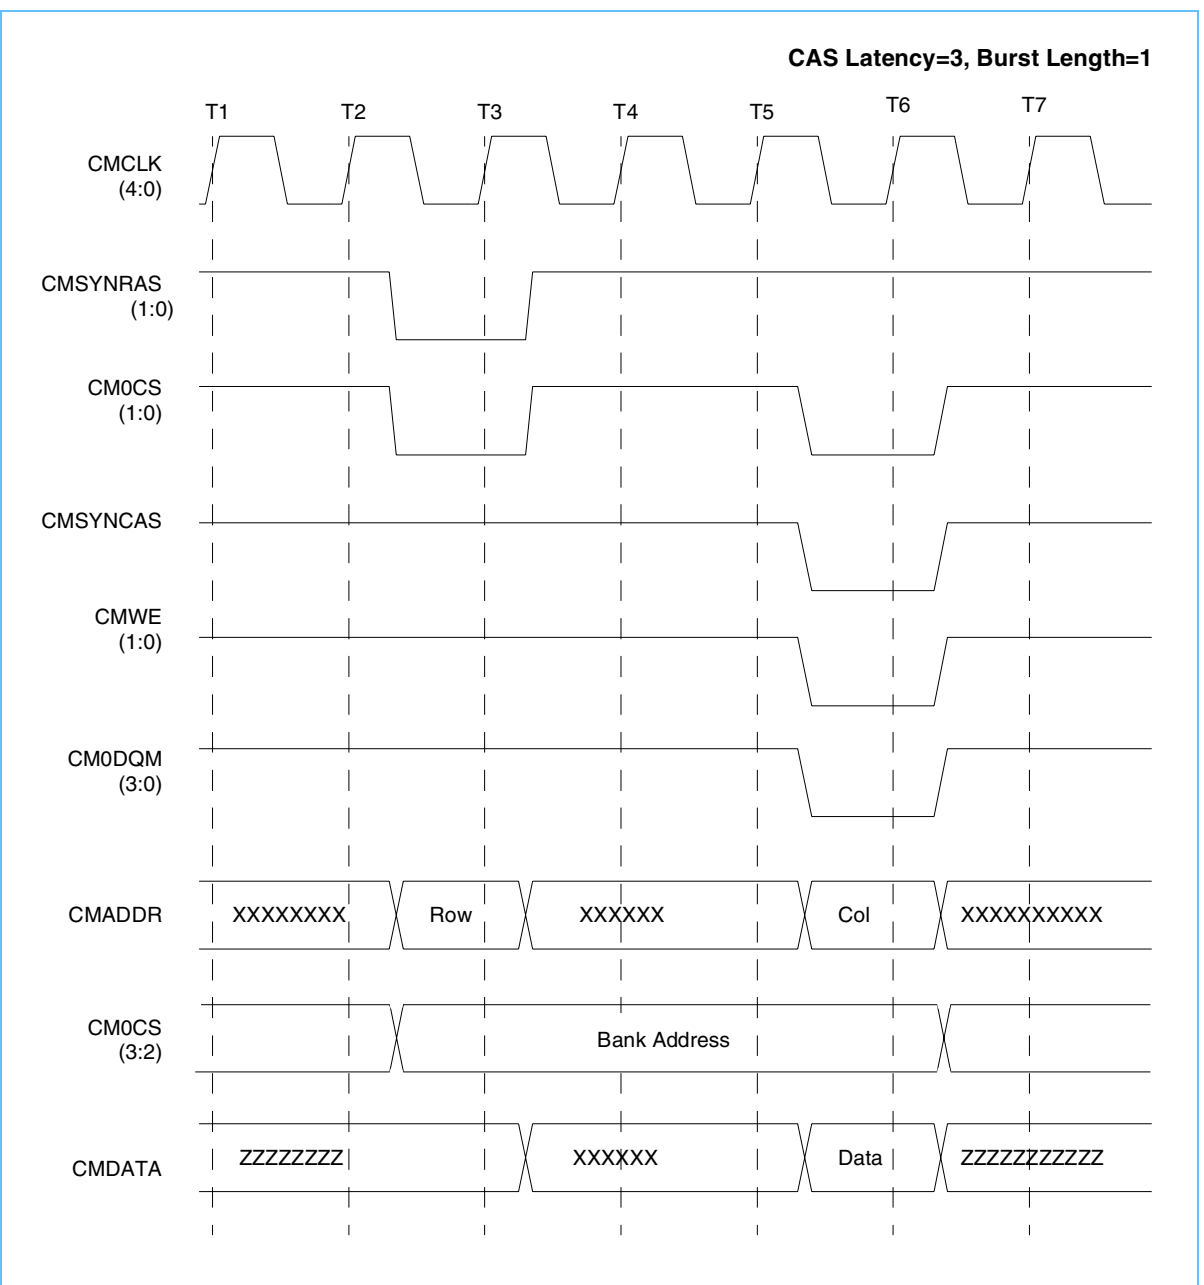 CAS Latency=3, Burst Length=1
T1 T2 T3 T4 T5 T6 T7
CMCLK
(4:0)
CMSYNRAS
(1:0)
CM0CS
(1:0)
CMSYNCAS
CMWE
(1:0)
CM0DQM
(3:0)
CMADDR XXXXXXXX Row XXXXXX Col XXXXXXXXXX
CM0CS
(3:2)
Bank Address
CMDATA ZZZZZZZZ XXXXXX Data ZZZZZZZZZZZ